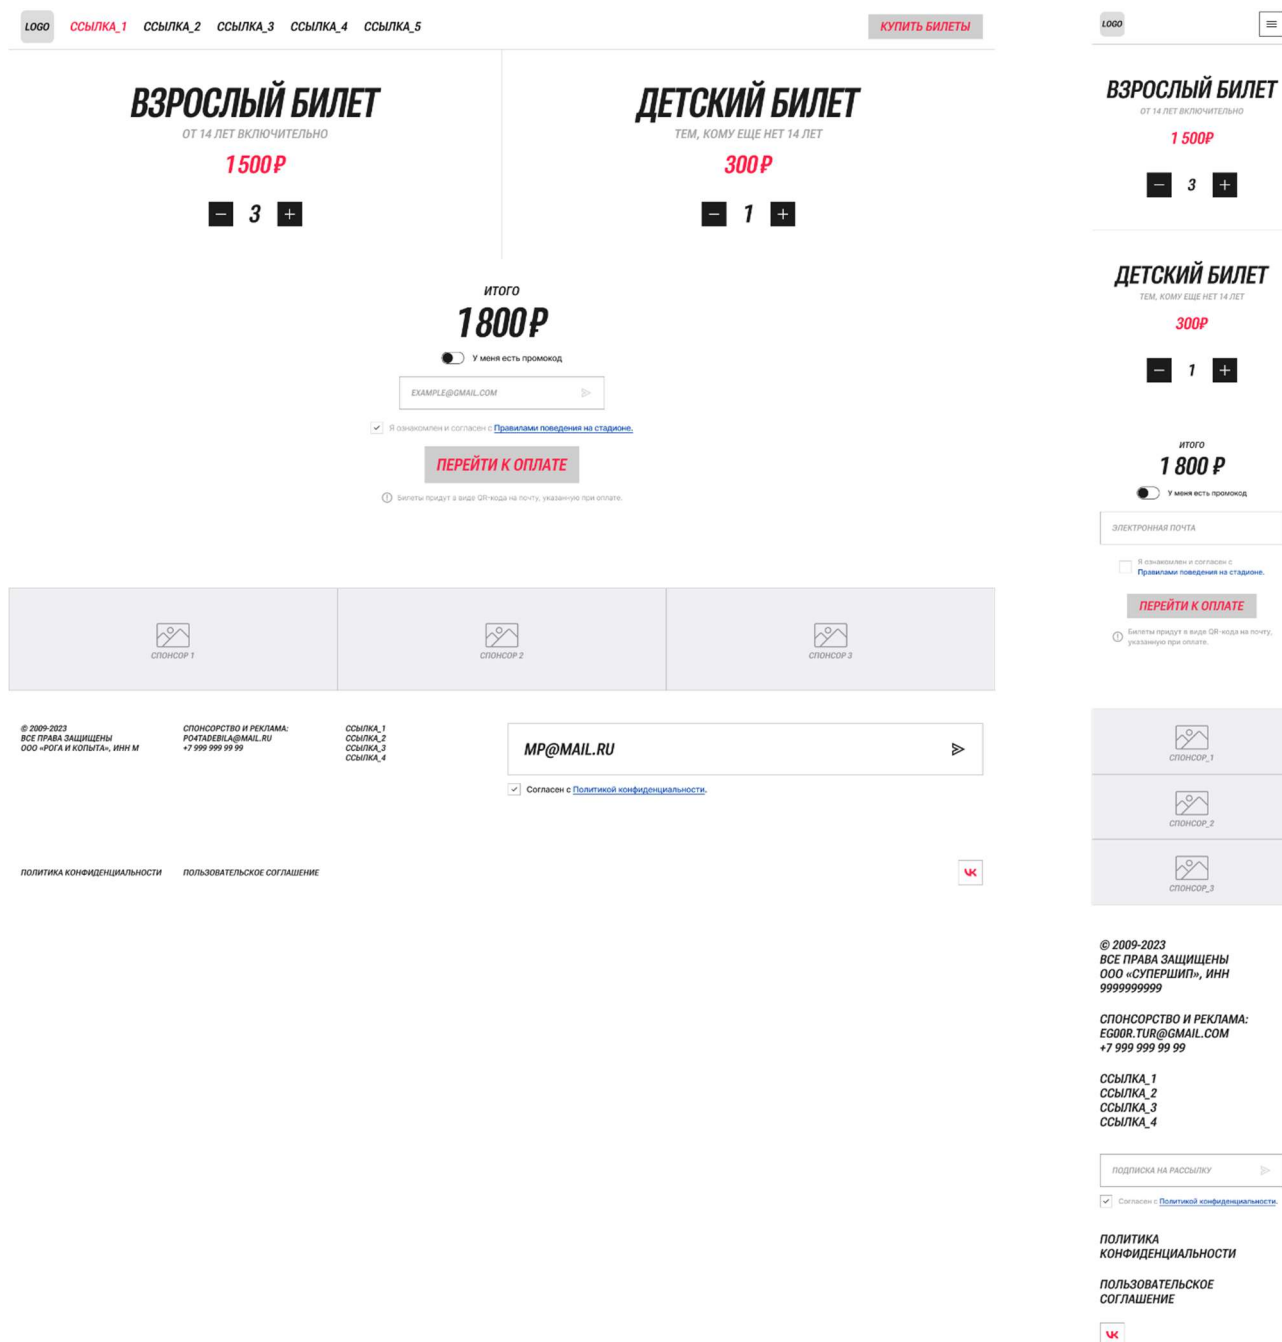 LOGO
ССЫЛКА_1 ССЫЛКА_2 ССЫЛКА_3 ССЫЛКА_4 ССЫЛКА_5
КУПИТЬ БИЛЕТЫ
ВЗРОСЛЫЙ БИЛЕТ
ОТ 14 ЛЕТ ВКЛЮЧИТЕЛЬНО
1 500 ₽
− 3 +
ДЕТСКИЙ БИЛЕТ
ТЕМ, КОМУ ЕЩЕ НЕТ 14 ЛЕТ
300 ₽
− 1 +
ИТОГО
1 800 ₽
У меня есть промокод
EXAMPLE@GMAIL.COM
Я ознакомлен и согласен с Правилами поведения на стадионе.
ПЕРЕЙТИ К ОПЛАТЕ
Билеты придут в виде QR-кода на почту, указанную при оплате.
СПОНСОР 1
СПОНСОР 2
СПОНСОР 3
© 2009-2023
ВСЕ ПРАВА ЗАЩИЩЕНЫ
ООО «РОГА И КОПЫТА», ИНН М
СПОНСОРСТВО И РЕКЛАМА:
PO4TADEBILA@MAIL.RU
+7 999 999 99 99
ССЫЛКА_1
ССЫЛКА_2
ССЫЛКА_3
ССЫЛКА_4
MP@MAIL.RU
Согласен с Политикой конфиденциальности.
ПОЛИТИКА КОНФИДЕНЦИАЛЬНОСТИ
ПОЛЬЗОВАТЕЛЬСКОЕ СОГЛАШЕНИЕ
VK
LOGO
ВЗРОСЛЫЙ БИЛЕТ
ОТ 14 ЛЕТ ВКЛЮЧИТЕЛЬНО
1 500₽
− 3 +
ДЕТСКИЙ БИЛЕТ
ТЕМ, КОМУ ЕЩЕ НЕТ 14 ЛЕТ
300₽
− 1 +
ИТОГО
1 800 ₽
У меня есть промокод
ЭЛЕКТРОННАЯ ПОЧТА
Я ознакомлен и согласен с
Правилами поведения на стадионе.
ПЕРЕЙТИ К ОПЛАТЕ
Билеты придут в виде QR-кода на почту,
указанную при оплате.
СПОНСОР_1
СПОНСОР_2
СПОНСОР_3
© 2009-2023
ВСЕ ПРАВА ЗАЩИЩЕНЫ
ООО «СУПЕРШИП», ИНН
9999999999
СПОНСОРСТВО И РЕКЛАМА:
EG00R.TUR@GMAIL.COM
+7 999 999 99 99
ССЫЛКА_1
ССЫЛКА_2
ССЫЛКА_3
ССЫЛКА_4
ПОДПИСКА НА РАССЫЛКУ
Согласен с Политикой конфиденциальности.
ПОЛИТИКА
КОНФИДЕНЦИАЛЬНОСТИ
ПОЛЬЗОВАТЕЛЬСКОЕ
СОГЛАШЕНИЕ
VK